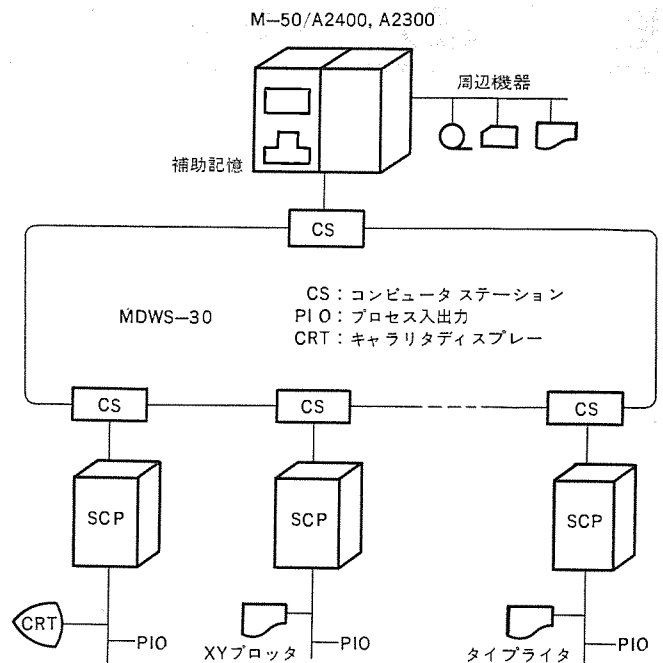 M-50/A2400, A2300
周辺機器
補助記憶
CS
MDWS-30
CS：コンピュータ ステーション
PIO：プロセス入出力
CRT：キャラリタディスプレー
CS
CS
CS
SCP
SCP
SCP
CRT
PIO
XYプロッタ
PIO
タイプライタ
PIO